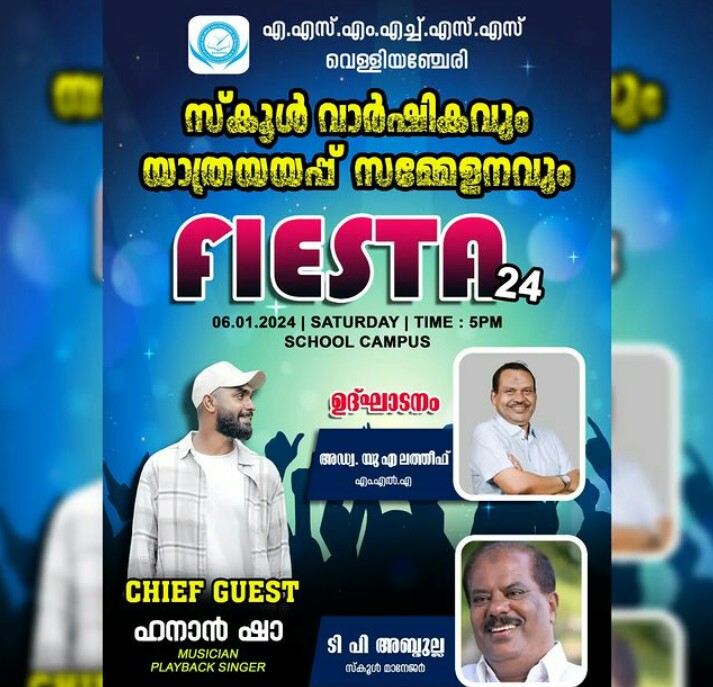 എ.എസ്.എം.എച്ച്.എസ്.എസ്
വെള്ളിയഞ്ചേരി
സ്കൂൾ വാർഷികവും
യാത്രയയപ്പ് സമ്മേളനവും
FIESTA 24
06.01.2024 | SATURDAY | TIME : 5PM
SCHOOL CAMPUS
ഉദ്ഘാടനം
അഡ്വ. യു എ ലത്തീഫ്
എം.എൽ.എ
CHIEF GUEST
ഹനാൻ ഷാ
MUSICIAN
PLAYBACK SINGER
ടി പി അബ്ദുല്ല
സ്കൂൾ മാനേജർ